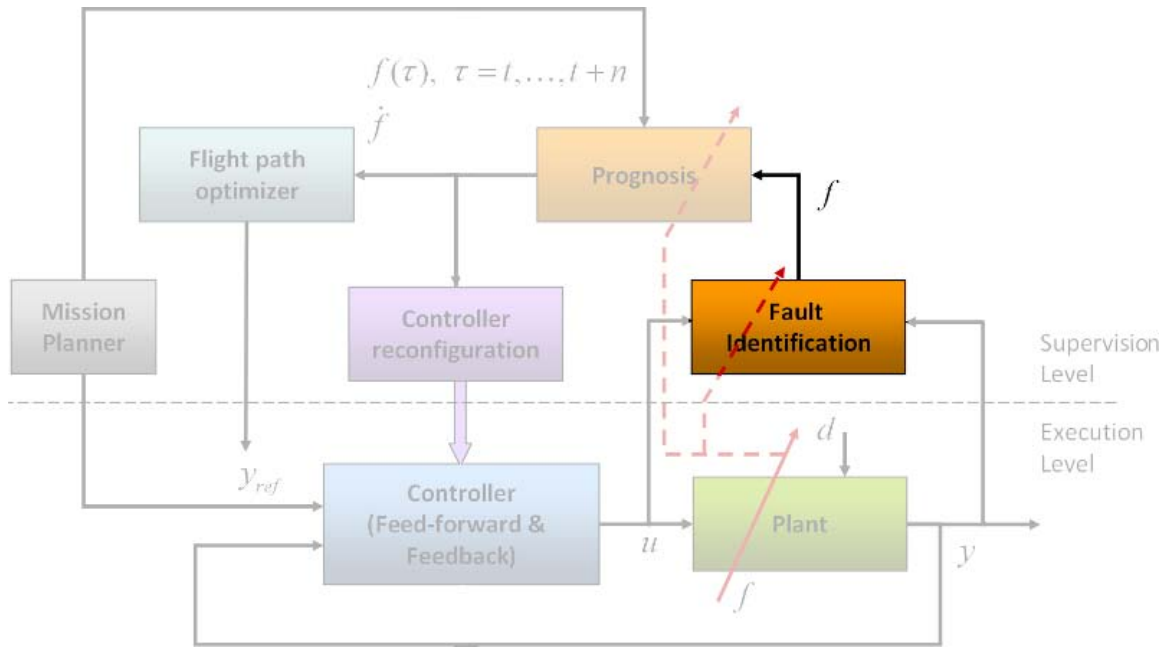 f(τ), τ = t,…,t + n
ḟ
Flight path
optimizer
Prognosis
f
Mission
Planner
Controller
reconfiguration
Fault
Identification
Supervision
Level
Execution
Level
d
y_ref
Controller
(Feed-forward &
Feedback)
u
Plant
y
f